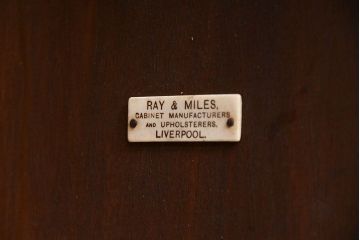 RAY & MILES,
CABINET MANUFACTURERS
AND UPHOLSTERERS.
LIVERPOOL.